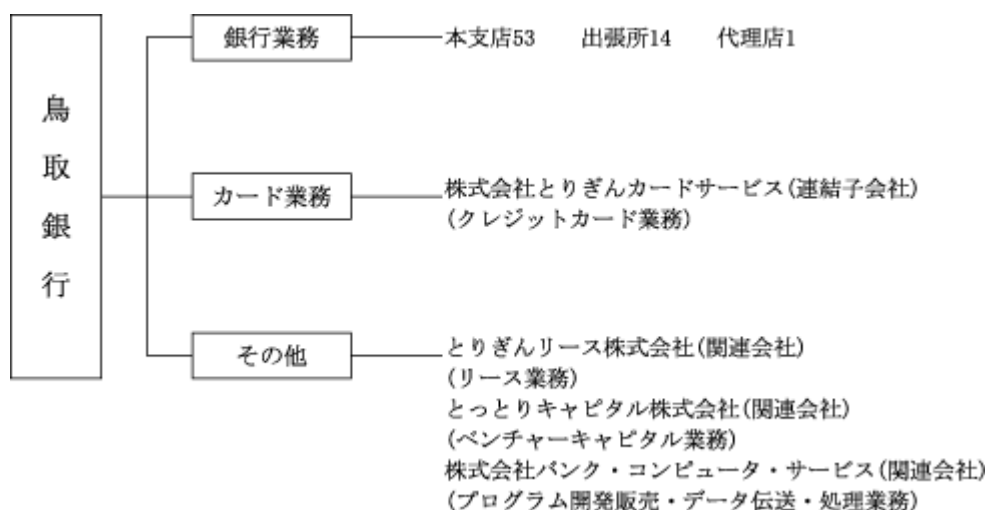 鳥取銀行
銀行業務
本支店53 出張所14 代理店1
カード業務
株式会社とりぎんカードサービス(連結子会社)
(クレジットカード業務)
その他
とりぎんリース株式会社(関連会社)
(リース業務)
とっとりキャピタル株式会社(関連会社)
(ベンチャーキャピタル業務)
株式会社バンク・コンピュータ・サービス(関連会社)
(プログラム開発販売・データ伝送・処理業務)